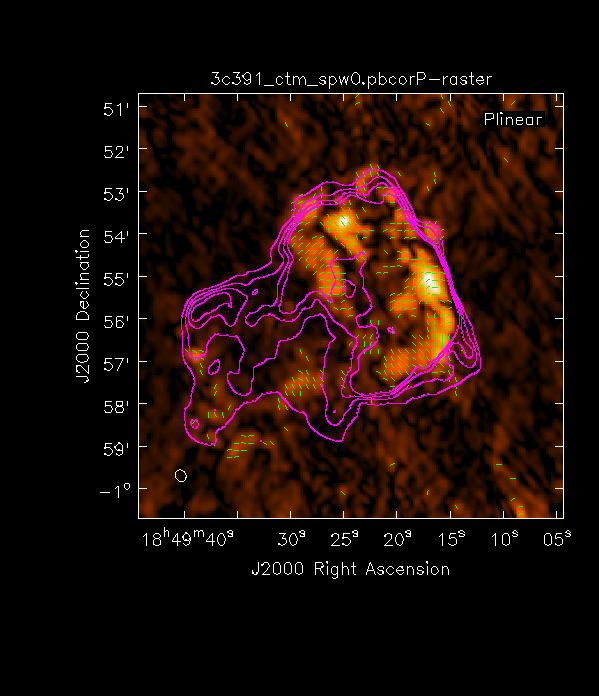 3c391_ctm_spw0.pbcorP-raster
Plinear
51'
52'
53'
54'
55'
56'
57'
58'
59'
-1°
J2000 Declination
18h49m40s 30s 25s 20s 15s 10s 05s
J2000 Right Ascension